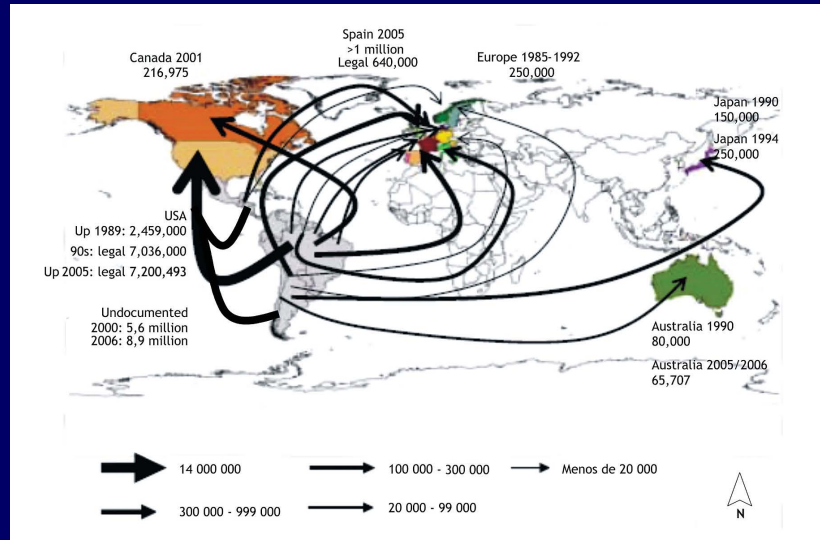 Spain 2005
>1 million
Legal 640,000
Canada 2001
216,975
Europe 1985-1992
250,000
Japan 1990
150,000
Japan 1994
250,000
USA
Up 1989: 2,459,000
90s: legal 7,036,000
Up 2005: legal 7,200,493
Undocumented
2000: 5,6 million
2006: 8,9 million
Australia 1990
80,000
Australia 2005/2006
65,707
14 000 000
100 000 - 300 000
Menos de 20 000
300 000 - 999 000
20 000 - 99 000
N